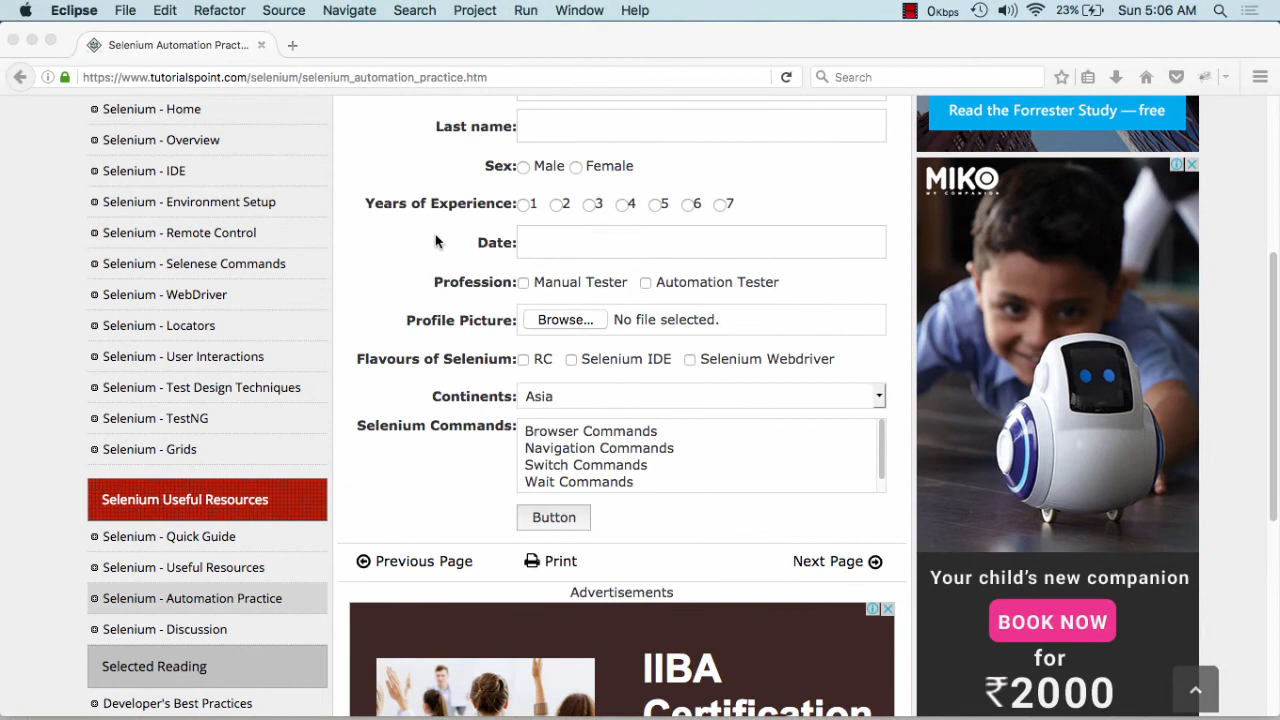 Eclipse File Edit Refactor Source Navigate Search Project Run Window Help 0Kbps 23% Sun 5:06 AM
Selenium Automation Pract...
https://www.tutorialspoint.com/selenium/selenium_automation_practice.htm
Search
Selenium - Home
Selenium - Overview
Selenium - IDE
Selenium - Environment Setup
Selenium - Remote Control
Selenium - Selenese Commands
Selenium - WebDriver
Selenium - Locators
Selenium - User Interactions
Selenium - Test Design Techniques
Selenium - TestNG
Selenium - Grids
Selenium Useful Resources
Selenium - Quick Guide
Selenium - Useful Resources
Selenium - Automation Practice
Selenium - Discussion
Selected Reading
Developer's Best Practices
Last name:
Sex: Male Female
Years of Experience: 1 2 3 4 5 6 7
Date:
Profession: Manual Tester Automation Tester
Profile Picture: Browse... No file selected.
Flavours of Selenium: RC Selenium IDE Selenium Webdriver
Continents: Asia
Selenium Commands:
Browser Commands
Navigation Commands
Switch Commands
Wait Commands
Button
Previous Page Print Next Page
Advertisements
IIBA
Certification
Read the Forrester Study — free
MIKO
MY COMPANION
Your child's new companion
BOOK NOW
for
₹2000